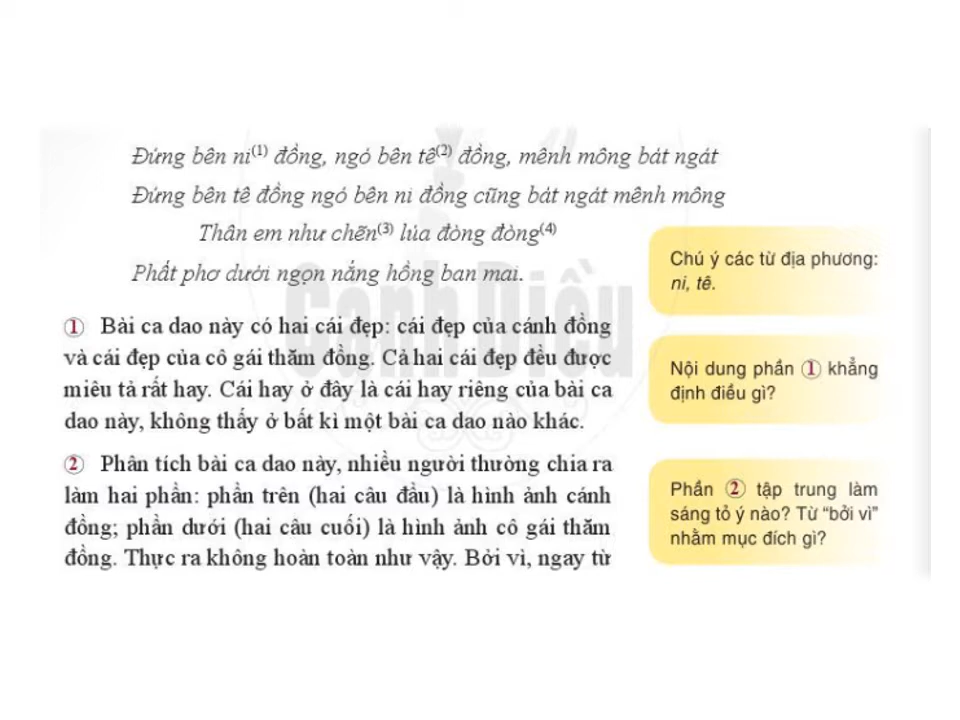 Đứng bên ni(1) đồng, ngó bên tê(2) đồng, mênh mông bát ngát
Đứng bên tê đồng ngó bên ni đồng cũng bát ngát mênh mông
Thân em như chẽn(3) lúa đòng đòng(4)
Phất phơ dưới ngọn nắng hồng ban mai.
Chú ý các từ địa phương:
ni, tê.
1 Bài ca dao này có hai cái đẹp: cái đẹp của cánh đồng
và cái đẹp của cô gái thăm đồng. Cả hai cái đẹp đều được
miêu tả rất hay. Cái hay ở đây là cái hay riêng của bài ca
dao này, không thấy ở bất kì một bài ca dao nào khác.
Nội dung phần 1 khẳng
định điều gì?
2 Phân tích bài ca dao này, nhiều người thường chia ra
làm hai phần: phần trên (hai câu đầu) là hình ảnh cánh
đồng; phần dưới (hai câu cuối) là hình ảnh cô gái thăm
đồng. Thực ra không hoàn toàn như vậy. Bởi vì, ngay từ
Phần 2 tập trung làm
sáng tỏ ý nào? Từ “bởi vì”
nhằm mục đích gì?
Cánh Diều